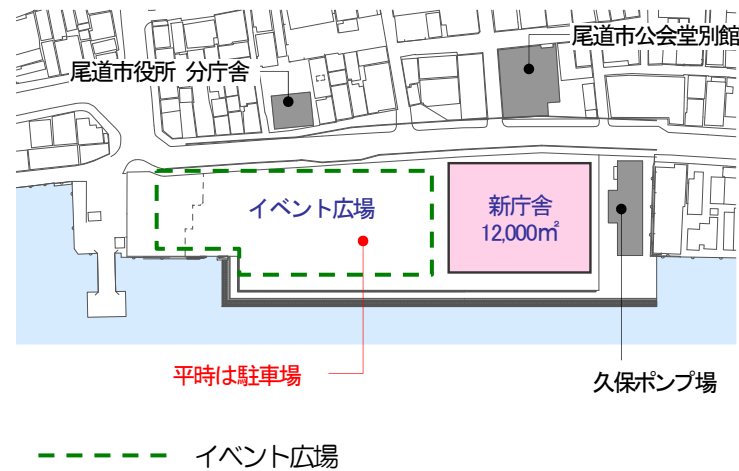 尾道市公会堂別館
尾道市役所 分庁舎
イベント広場
新庁舎
12,000㎡
平時は駐車場
久保ポンプ場
イベント広場